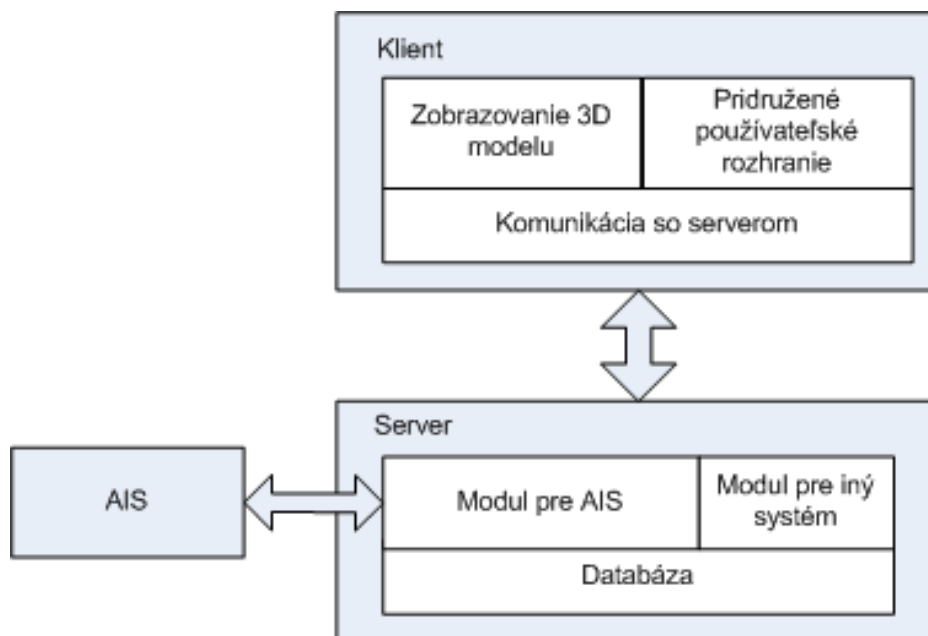 Klient
Zobrazovanie 3D
modelu
Pridružené
používateľské
rozhranie
Komunikácia so serverom
Server
AIS
Modul pre AIS
Modul pre iný
systém
Databáza